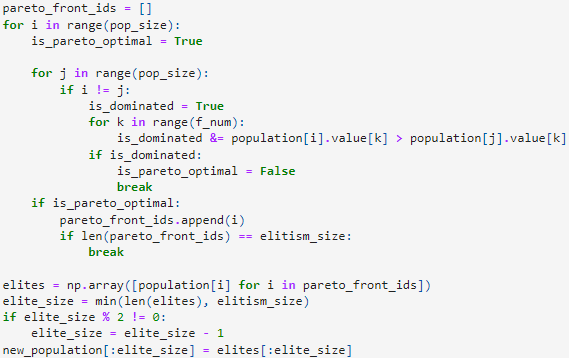 pareto_front_ids = []
for i in range(pop_size):
    is_pareto_optimal = True

    for j in range(pop_size):
        if i != j:
            is_dominated = True
            for k in range(f_num):
                is_dominated &= population[i].value[k] > population[j].value[k]
            if is_dominated:
                is_pareto_optimal = False
                break
    if is_pareto_optimal:
        pareto_front_ids.append(i)
        if len(pareto_front_ids) == elitism_size:
            break

elites = np.array([population[i] for i in pareto_front_ids])
elite_size = min(len(elites), elitism_size)
if elite_size % 2 != 0:
    elite_size = elite_size - 1
new_population[:elite_size] = elites[:elite_size]